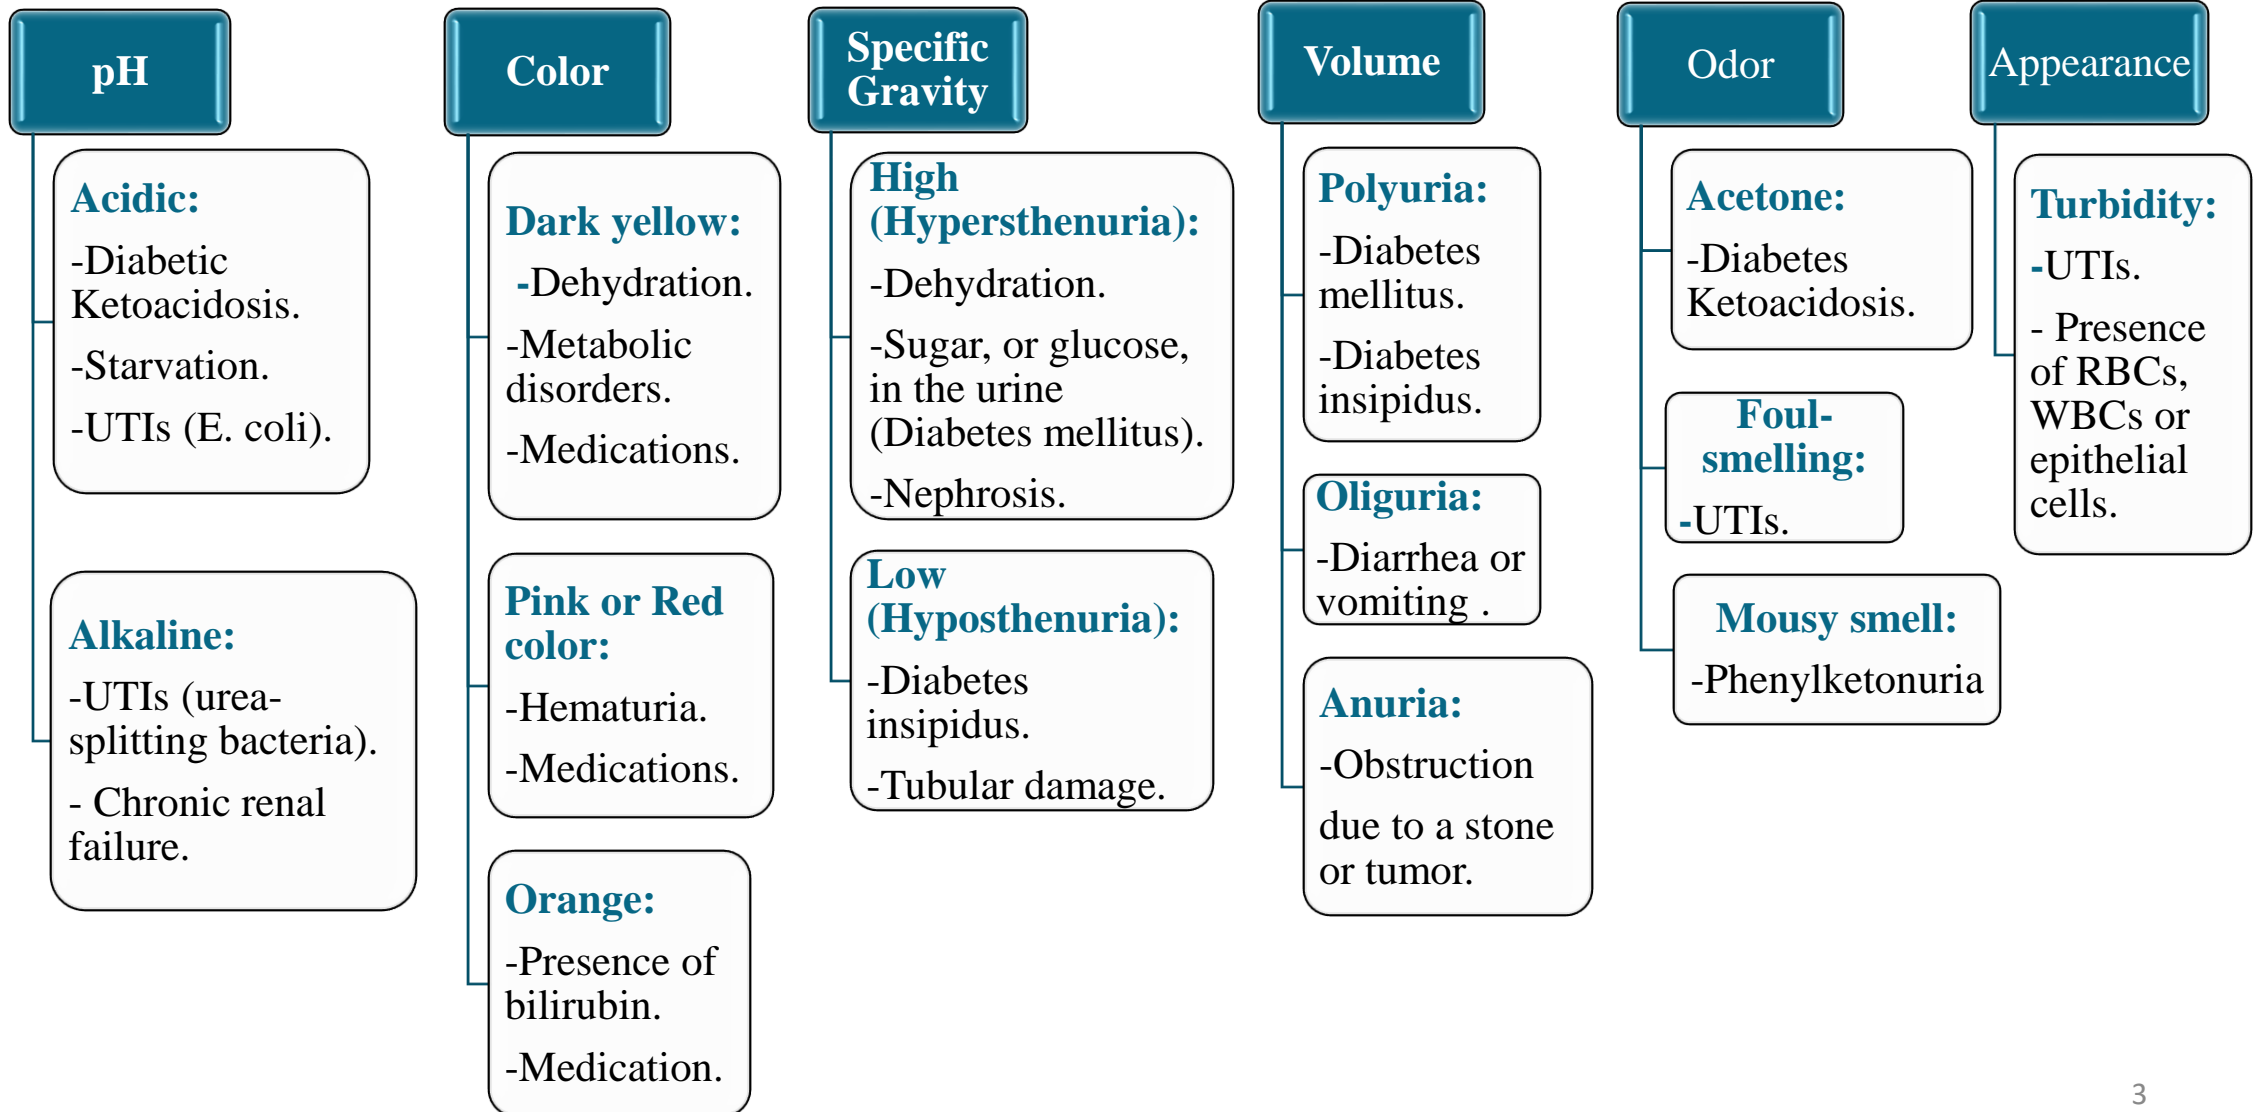 pH
Acidic:
-Diabetic
Ketoacidosis.
-Starvation.
-UTIs (E. coli).
Alkaline:
-UTIs (urea-
splitting bacteria).
- Chronic renal
failure.
Color
Dark yellow:
-Dehydration.
-Metabolic
disorders.
-Medications.
Pink or Red
color:
-Hematuria.
-Medications.
Orange:
-Presence of
bilirubin.
-Medication.
Specific
Gravity
High
(Hypersthenuria):
-Dehydration.
-Sugar, or glucose,
in the urine
(Diabetes mellitus).
-Nephrosis.
Low
(Hyposthenuria):
-Diabetes
insipidus.
-Tubular damage.
Volume
Polyuria:
-Diabetes
mellitus.
-Diabetes
insipidus.
Oliguria:
-Diarrhea or
vomiting .
Anuria:
-Obstruction
due to a stone
or tumor.
Odor
Acetone:
-Diabetes
Ketoacidosis.
Foul-
smelling:
-UTIs.
Mousy smell:
-Phenylketonuria
Appearance
Turbidity:
-UTIs.
- Presence
of RBCs,
WBCs or
epithelial
cells.
3